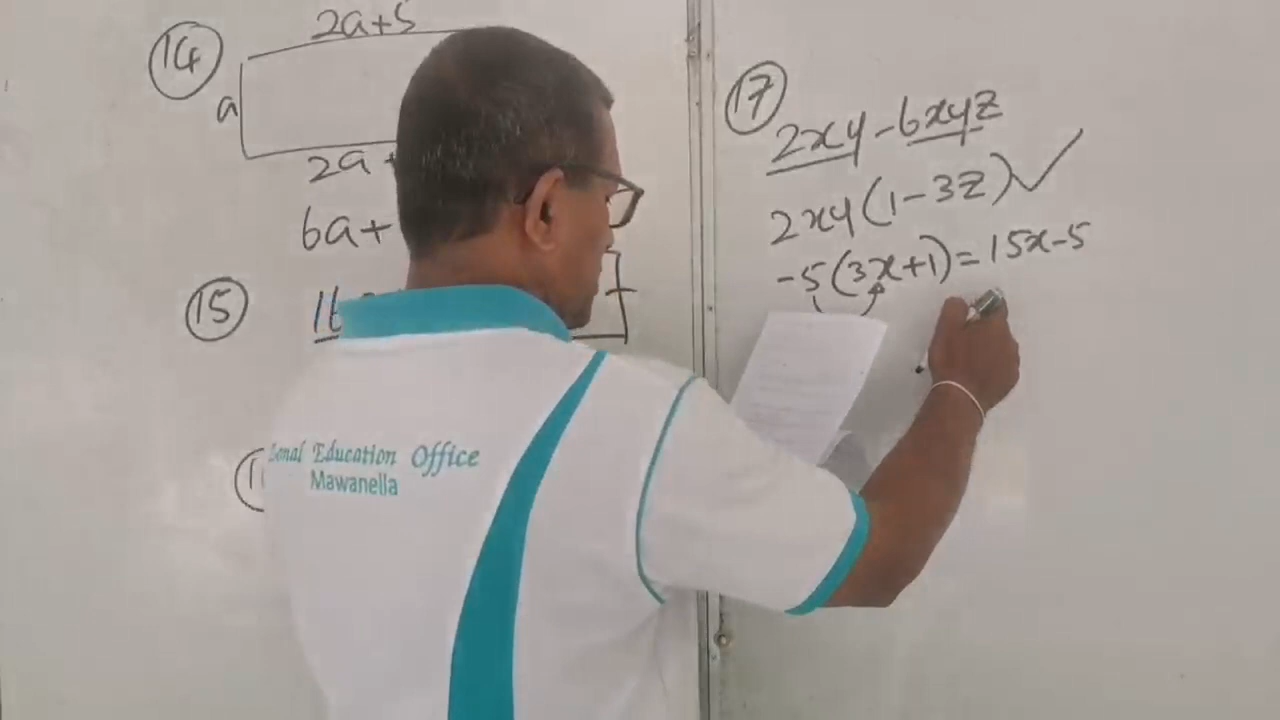 14
2a+5
a
2a
6a+
15
16
Education Office
Mawanella
17
2xy-6xyz
2xy(1-3z)✓
-5(3x+1)=15x-5